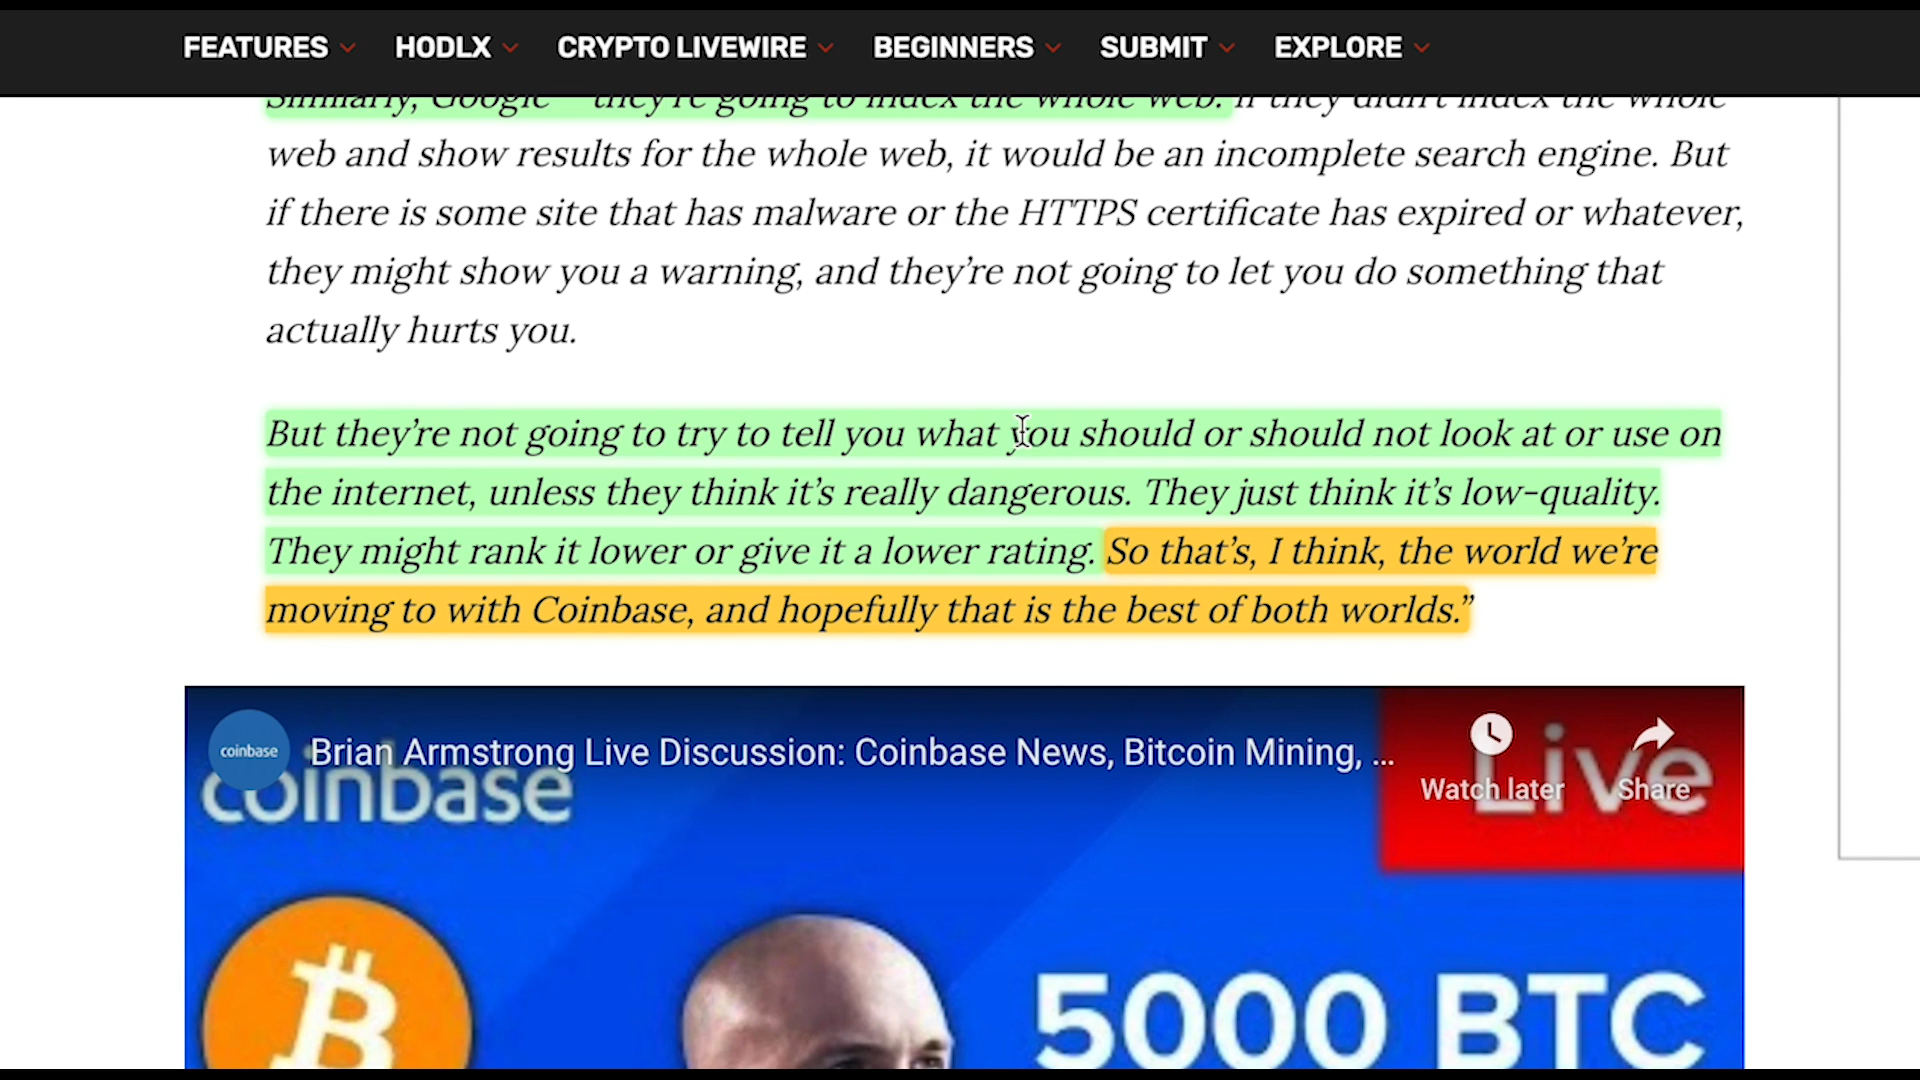 FEATURES HODLX CRYPTO LIVEWIRE BEGINNERS SUBMIT EXPLORE
Similarly, Google they’re going to index the whole web. If they didn’t index the whole
web and show results for the whole web, it would be an incomplete search engine. But
if there is some site that has malware or the HTTPS certificate has expired or whatever,
they might show you a warning, and they’re not going to let you do something that
actually hurts you.
But they’re not going to try to tell you what you should or should not look at or use on
the internet, unless they think it’s really dangerous. They just think it’s low-quality.
They might rank it lower or give it a lower rating. So that’s, I think, the world we’re
moving to with Coinbase, and hopefully that is the best of both worlds.”
coinbase Brian Armstrong Live Discussion: Coinbase News, Bitcoin Mining, ...
Watch later Share
coinbase Live
5000 BTC